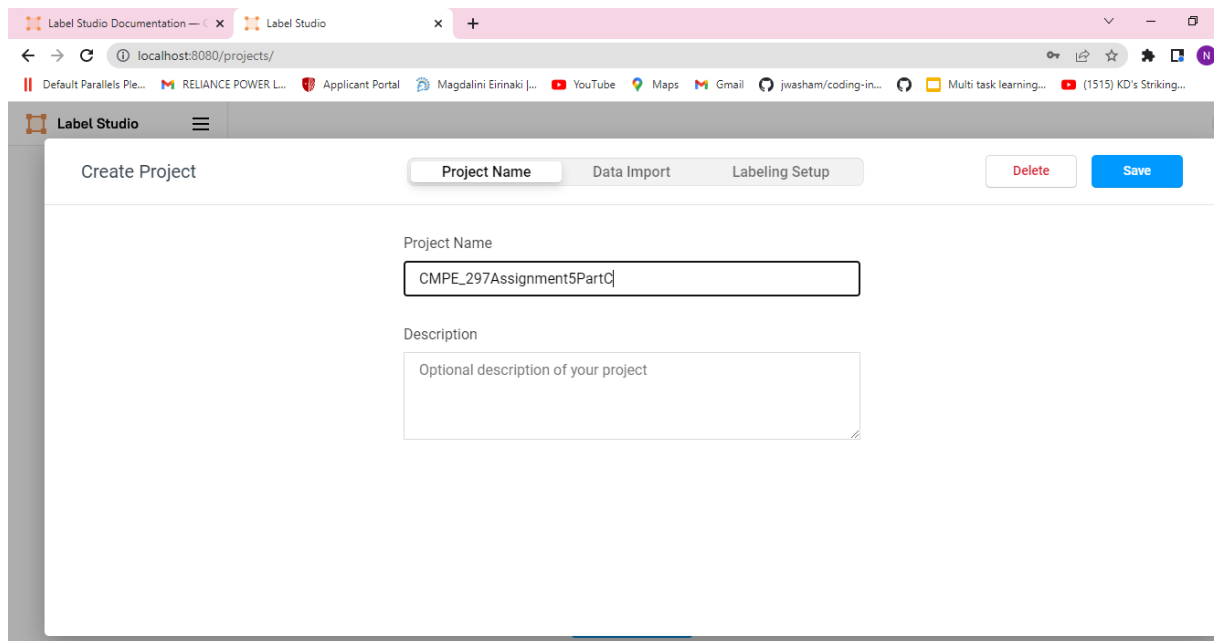 Label Studio Documentation — Label Studio
localhost:8080/projects/
Default Parallels Ple... RELIANCE POWER L... Applicant Portal Magdalini Eirinaki |... YouTube Maps Gmail jwasham/coding-in... Multi task learning... (1515) KD's Striking...
Label Studio
Create Project Project Name Data Import Labeling Setup Delete Save
Project Name
CMPE_297Assignment5PartC
Description
Optional description of your project